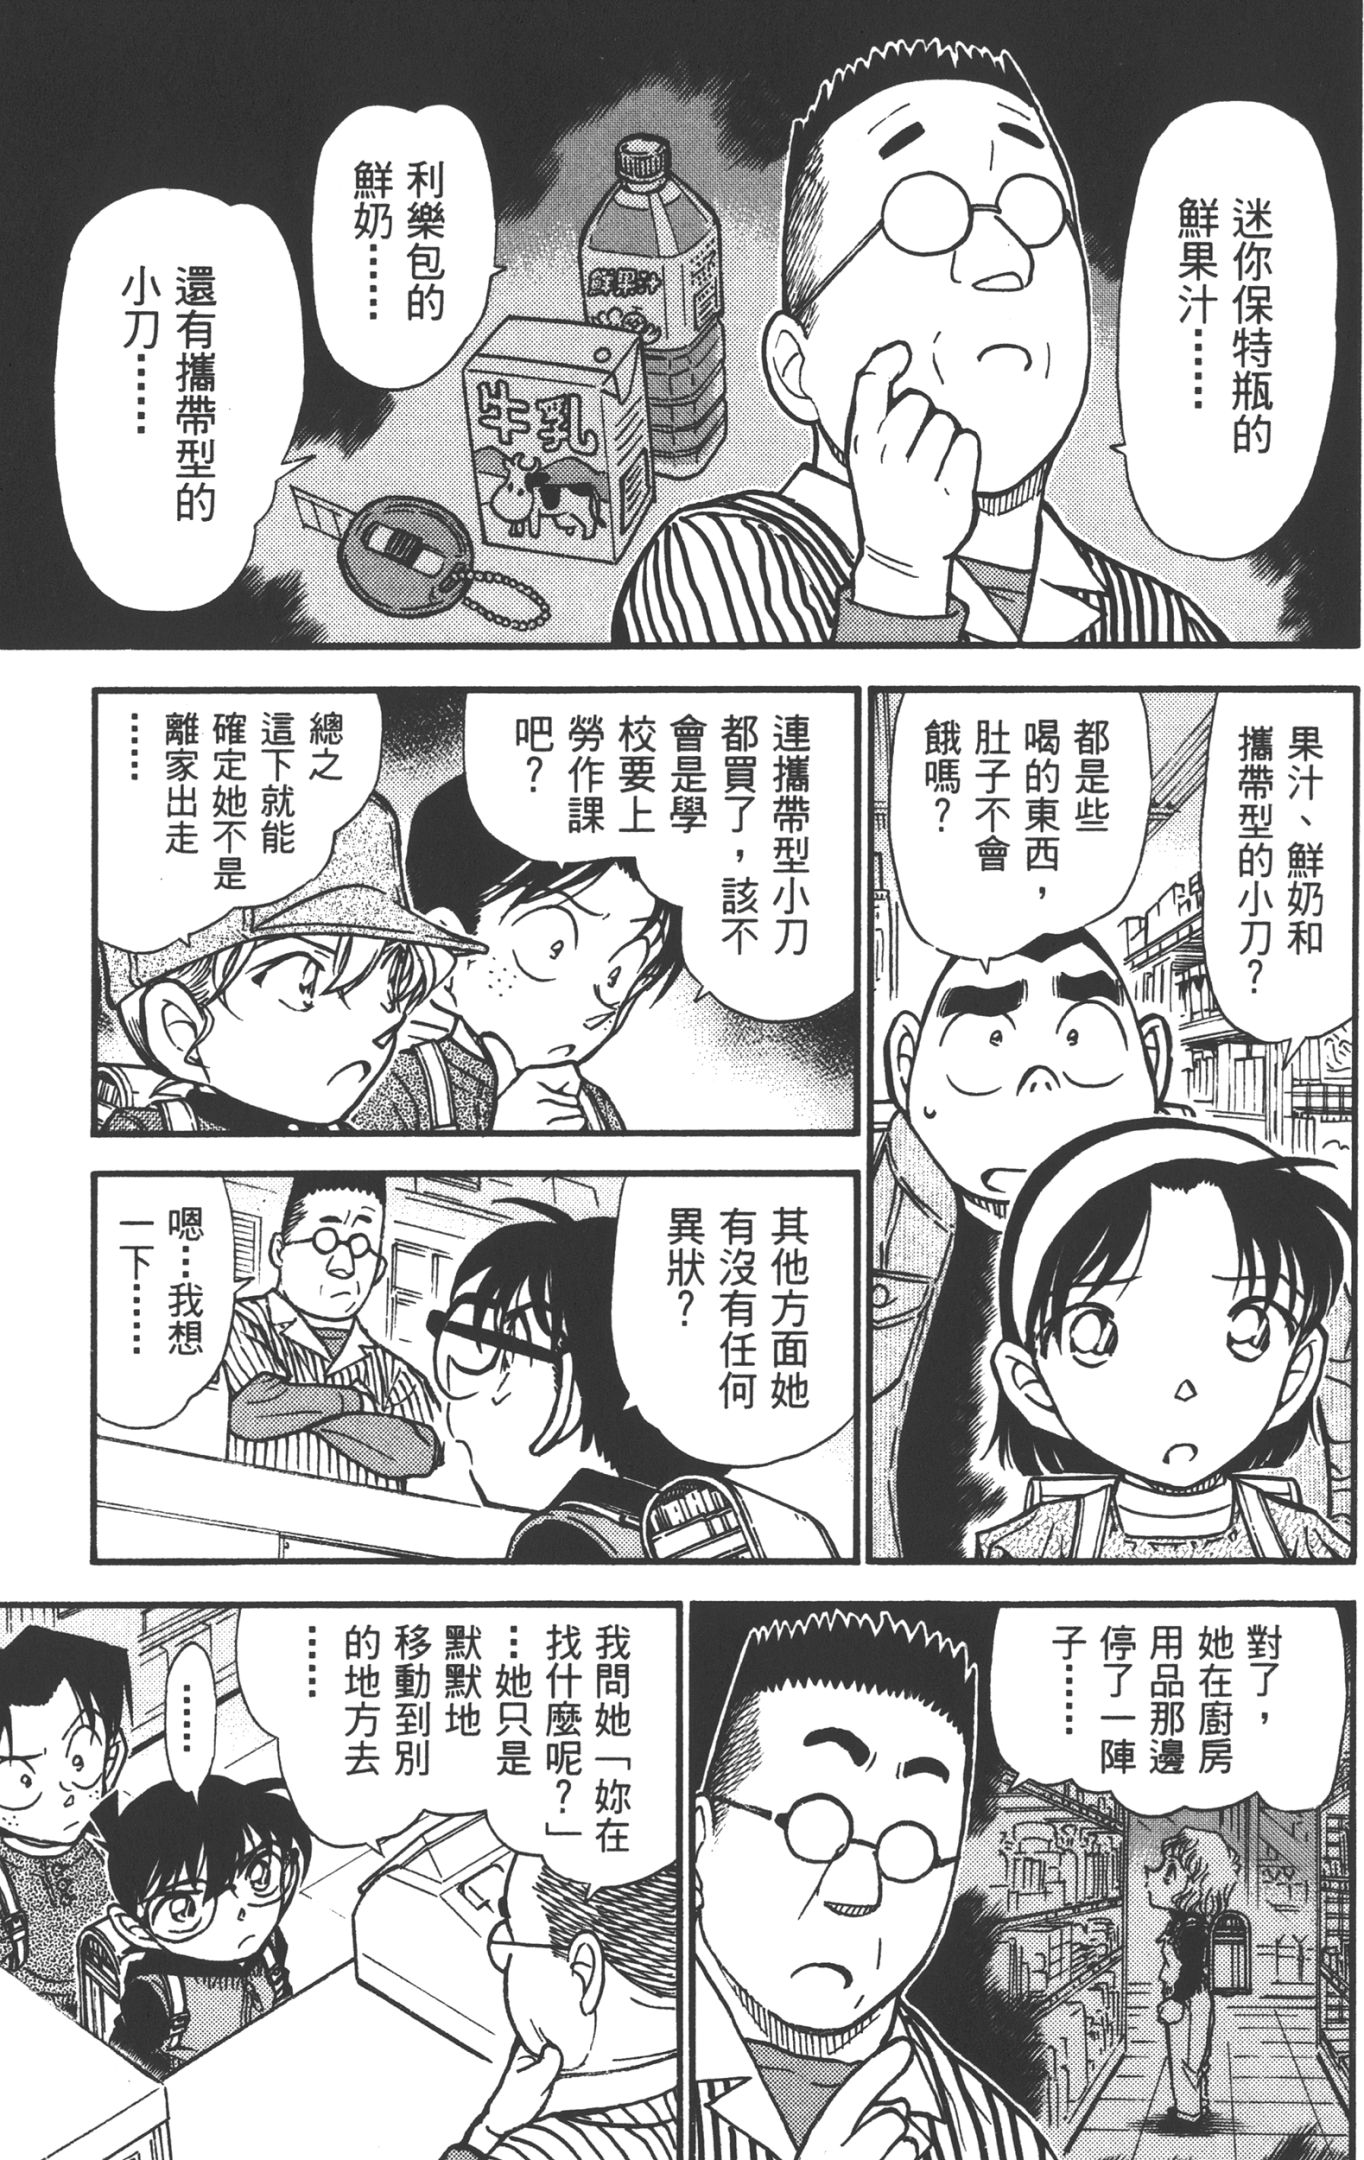 迷你保特瓶的
鮮果汁⋯⋯
利樂包的
鮮奶⋯⋯
還有攜帶型的
小刀⋯⋯
鮮果汁
牛乳
果汁、鮮奶和
攜帶型的小刀？
都是些
喝的東西，
肚子不會
餓嗎？
連攜帶型小刀
都買了，該不
會是學
校要上
勞作課
吧？
總之
這下就能
確定她不是
離家出走
⋯⋯
其他方面她
有沒有任何
異狀？
嗯⋯我想
一下⋯⋯
對了，
她在廚房
用品那邊
停了一陣
子⋯⋯
我問她「妳在
找什麼呢？」
⋯她只是
默默地
移動到別
的地方去
⋯⋯
⋯⋯